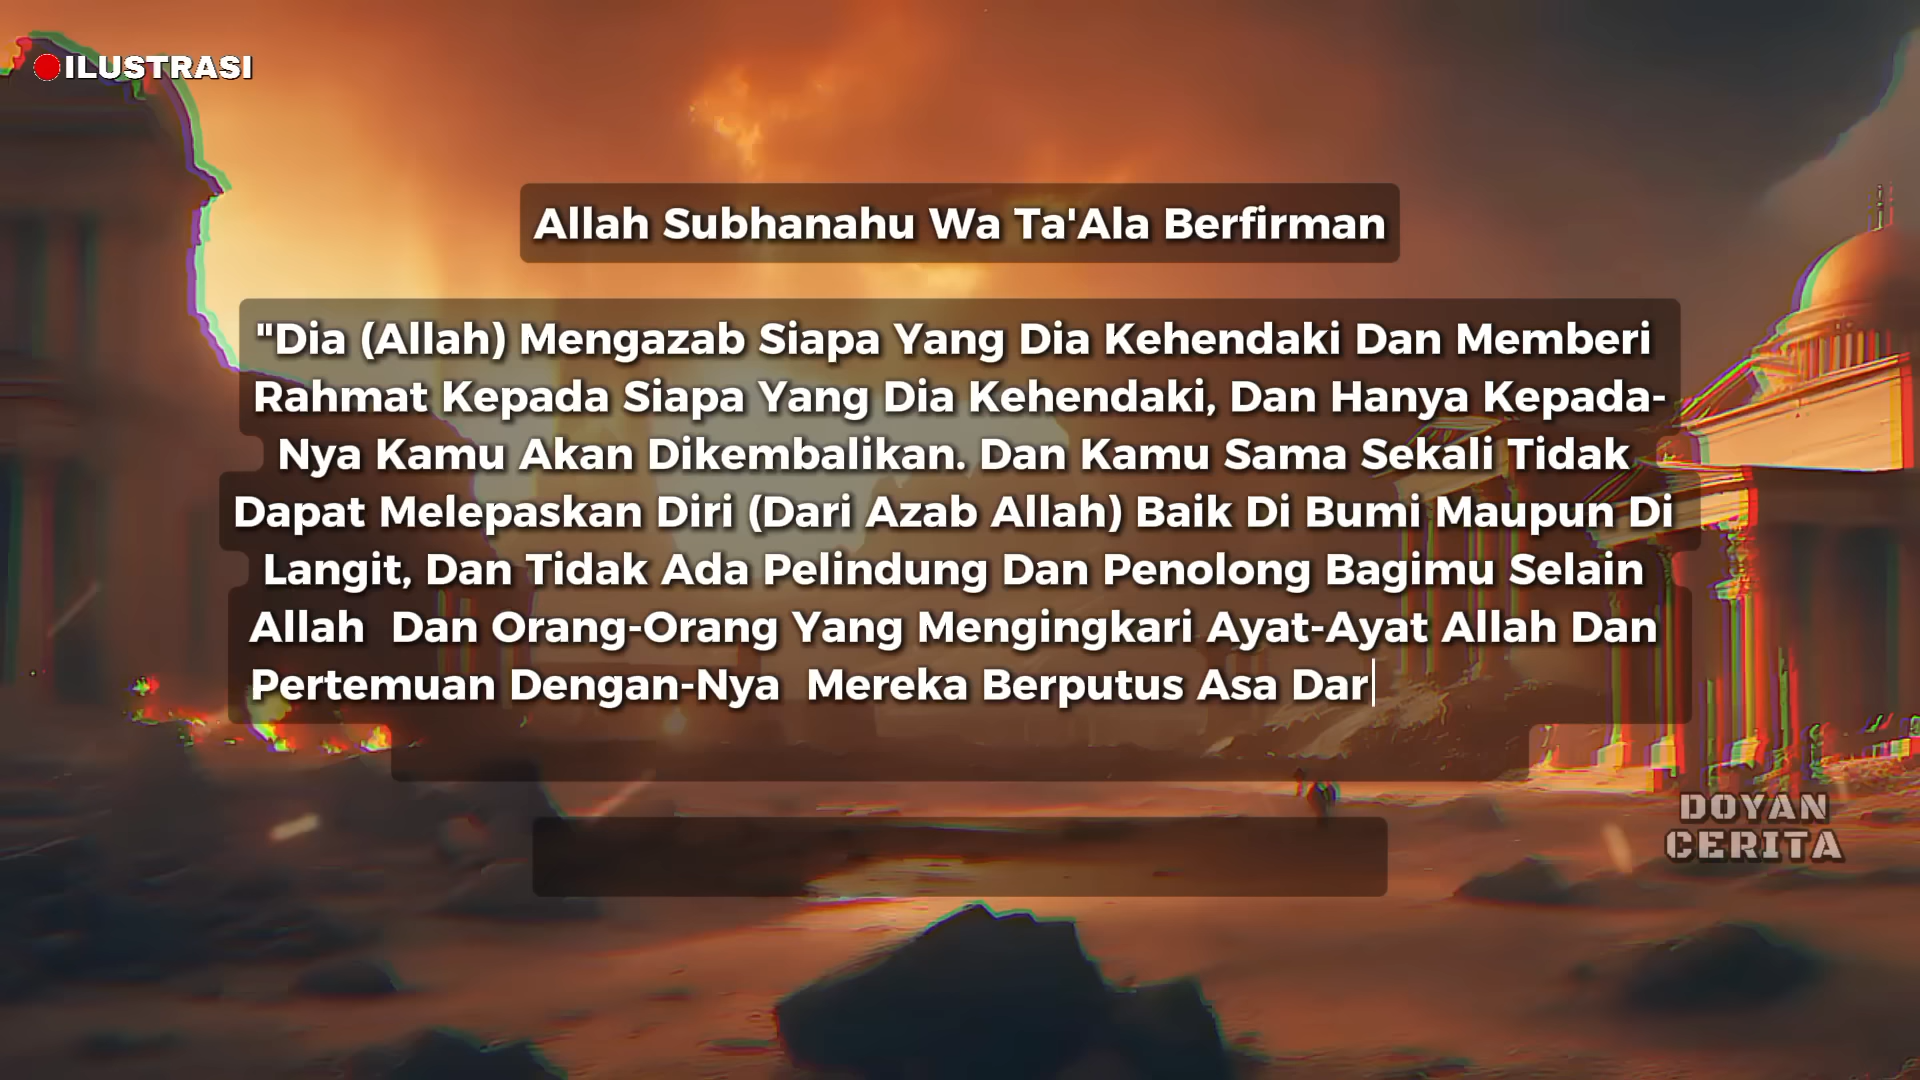 ILUSTRASI
Allah Subhanahu Wa Ta'Ala Berfirman
"Dia (Allah) Mengazab Siapa Yang Dia Kehendaki Dan Memberi
Rahmat Kepada Siapa Yang Dia Kehendaki, Dan Hanya Kepada-
Nya Kamu Akan Dikembalikan. Dan Kamu Sama Sekali Tidak
Dapat Melepaskan Diri (Dari Azab Allah) Baik Di Bumi Maupun Di
Langit, Dan Tidak Ada Pelindung Dan Penolong Bagimu Selain
Allah  Dan Orang-Orang Yang Mengingkari Ayat-Ayat Allah Dan
Pertemuan Dengan-Nya  Mereka Berputus Asa Dar
DOYAN
CERITA